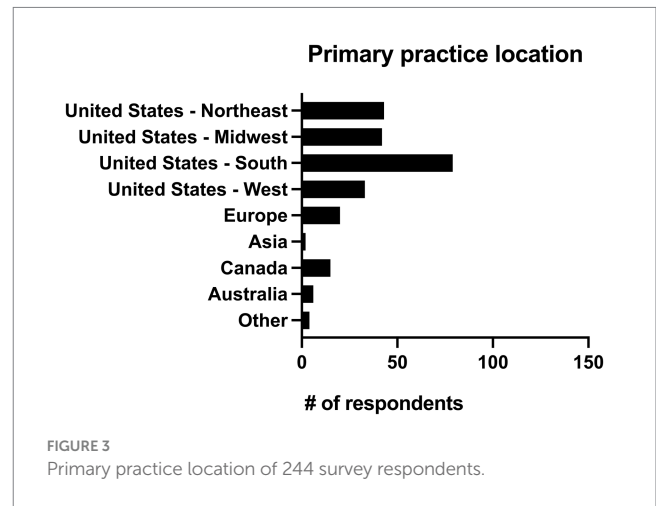 Primary practice location
United States - Northeast
United States - Midwest
United States - South
United States - West
Europe
Asia
Canada
Australia
Other
0 50 100 150
# of respondents
FIGURE 3
Primary practice location of 244 survey respondents.